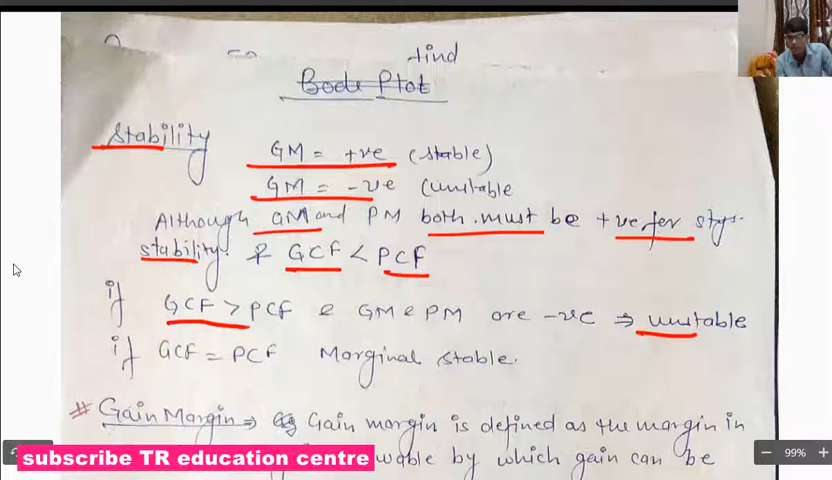 find
Bode Plot
Stability
GM = +ve (stable)
GM = -ve (unstable
Although GM and PM both must be +ve for sys.
stability. & GCF < PCF
if GCF > PCF & GM & PM are -ve ⇒ unstable
if GCF = PCF Marginal stable.
# Gain Margin ⇒ Gain margin is defined as the margin in
wable by which gain can be
subscribe TR education centre
99%